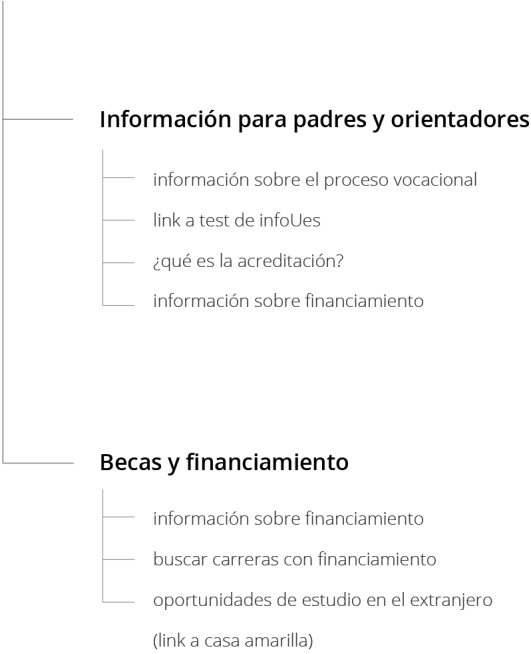 Información para padres y orientadores
información sobre el proceso vocacional
link a test de infoUes
¿qué es la acreditación?
información sobre financiamiento
Becas y financiamiento
información sobre financiamiento
buscar carreras con financiamiento
oportunidades de estudio en el extranjero
(link a casa amarilla)